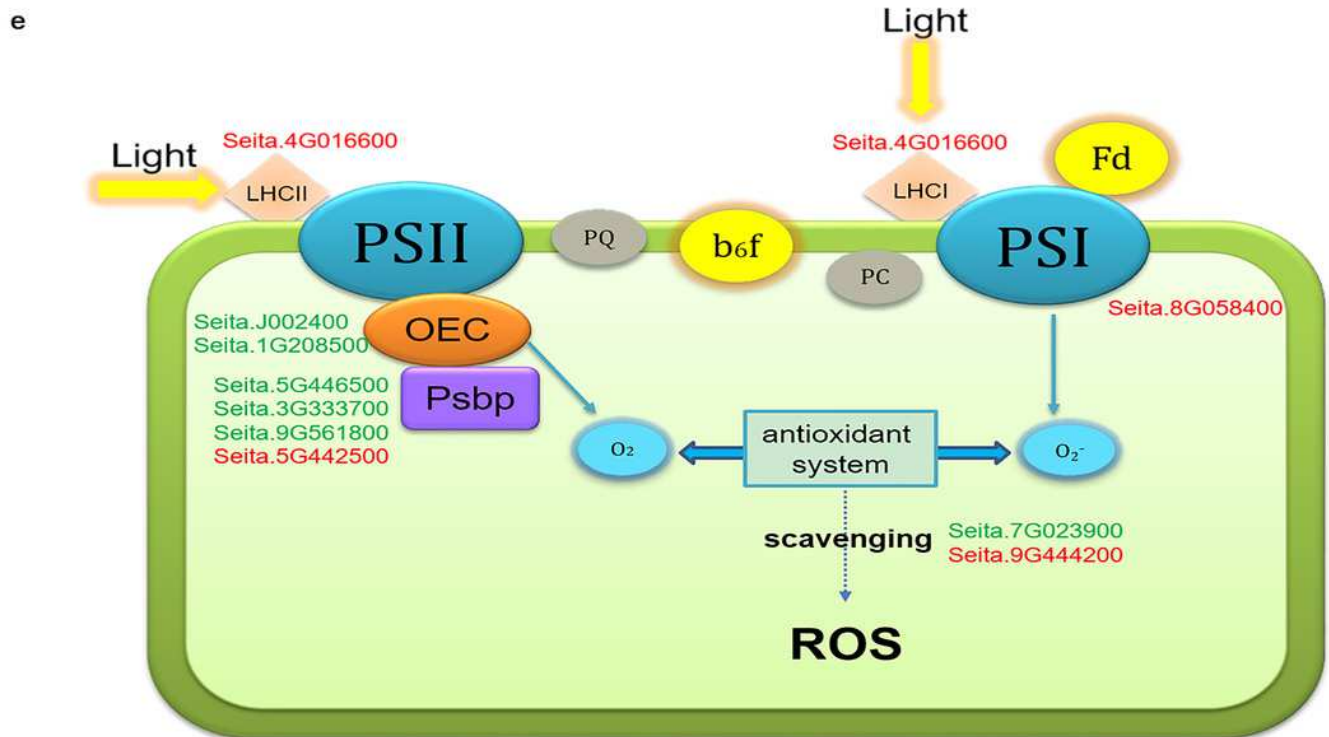 e
Light
Light
Seita.4G016600
Seita.4G016600
LHCII
LHCI
Fd
PSII
PQ
b₆f
PC
PSI
Seita.8G058400
Seita.J002400
Seita.1G208500
OEC
Seita.5G446500
Seita.3G333700
Seita.9G561800
Seita.5G442500
Psbp
O₂
antioxidant
system
O₂⁻
scavenging
Seita.7G023900
Seita.9G444200
ROS